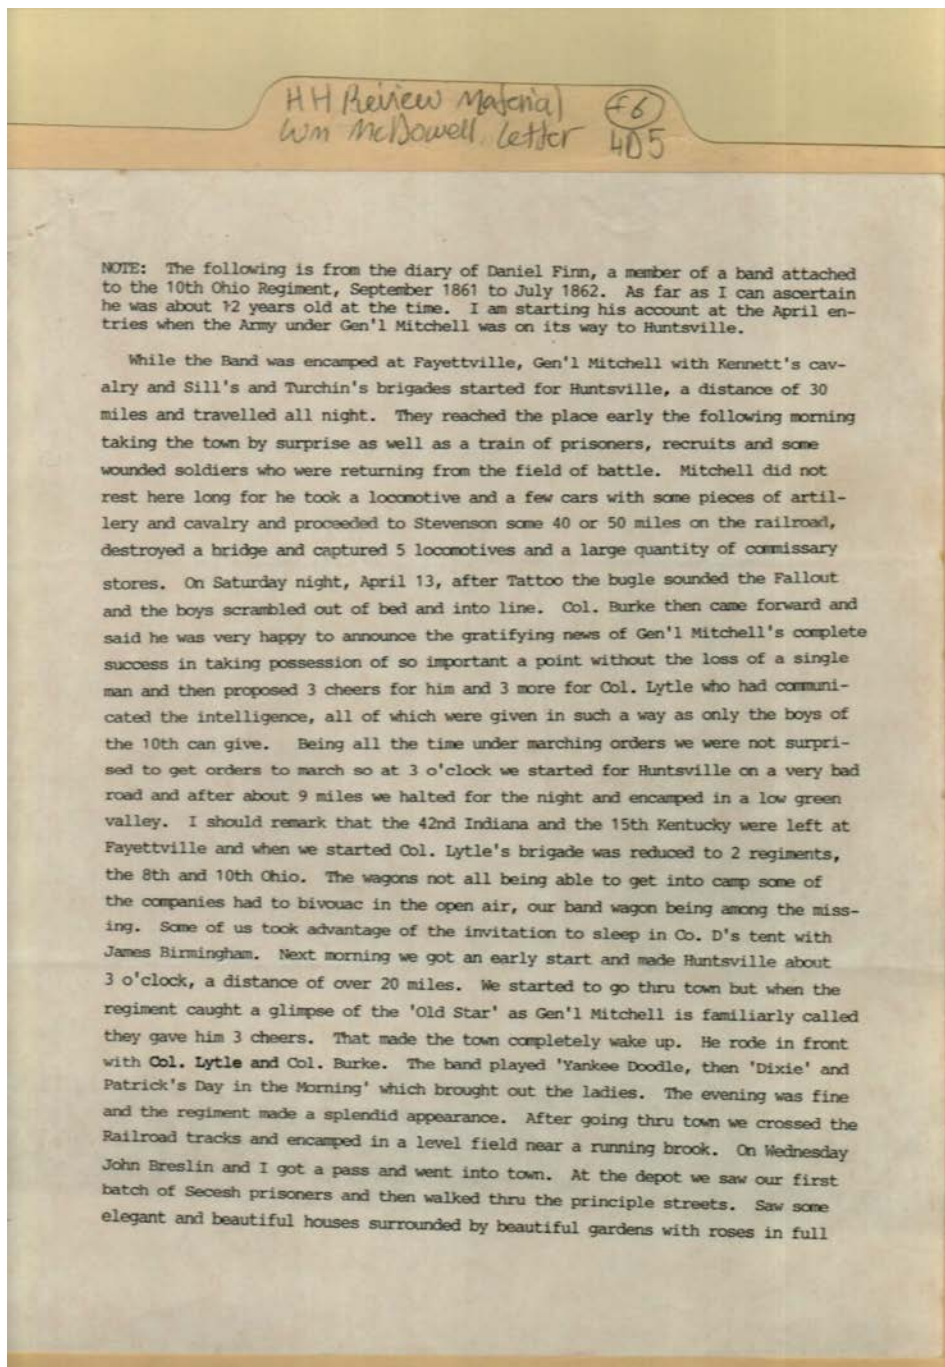 HH Review Material F6
Wm McDowell Letter 4D5
NOTE: The following is from the diary of Daniel Finn, a member of a band attached
to the 10th Ohio Regiment, September 1861 to July 1862. As far as I can ascertain
he was about 12 years old at the time. I am starting his account at the April en-
tries when the Army under Gen'l Mitchell was on its way to Huntsville.
While the Band was encamped at Fayettville, Gen'l Mitchell with Kennett's cav-
alry and Sill's and Turchin's brigades started for Huntsville, a distance of 30
miles and travelled all night. They reached the place early the following morning
taking the town by surprise as well as a train of prisoners, recruits and some
wounded soldiers who were returning from the field of battle. Mitchell did not
rest here long for he took a locomotive and a few cars with some pieces of artil-
lery and cavalry and proceeded to Stevenson some 40 or 50 miles on the railroad,
destroyed a bridge and captured 5 locomotives and a large quantity of commissary
stores. On Saturday night, April 13, after Tattoo the bugle sounded the Fallout
and the boys scrambled out of bed and into line. Col. Burke then came forward and
said he was very happy to announce the gratifying news of Gen'l Mitchell's complete
success in taking possession of so important a point without the loss of a single
man and then proposed 3 cheers for him and 3 more for Col. Lytle who had communi-
cated the intelligence, all of which were given in such a way as only the boys of
the 10th can give. Being all the time under marching orders we were not surpri-
sed to get orders to march so at 3 o'clock we started for Huntsville on a very bad
road and after about 9 miles we halted for the night and encamped in a low green
valley. I should remark that the 42nd Indiana and the 15th Kentucky were left at
Fayettville and when we started Col. Lytle's brigade was reduced to 2 regiments,
the 8th and 10th Ohio. The wagons not all being able to get into camp some of
the companies had to bivouac in the open air, our band wagon being among the miss-
ing. Some of us took advantage of the invitation to sleep in Co. D's tent with
James Birmingham. Next morning we got an early start and made Huntsville about
3 o'clock, a distance of over 20 miles. We started to go thru town but when the
regiment caught a glimpse of the 'Old Star' as Gen'l Mitchell is familiarly called
they gave him 3 cheers. That made the town completely wake up. He rode in front
with Col. Lytle and Col. Burke. The band played 'Yankee Doodle, then 'Dixie' and
Patrick's Day in the Morning' which brought out the ladies. The evening was fine
and the regiment made a splendid appearance. After going thru town we crossed the
Railroad tracks and encamped in a level field near a running brook. On Wednesday
John Breslin and I got a pass and went into town. At the depot we saw our first
batch of Secesh prisoners and then walked thru the principle streets. Saw some
elegant and beautiful houses surrounded by beautiful gardens with roses in full